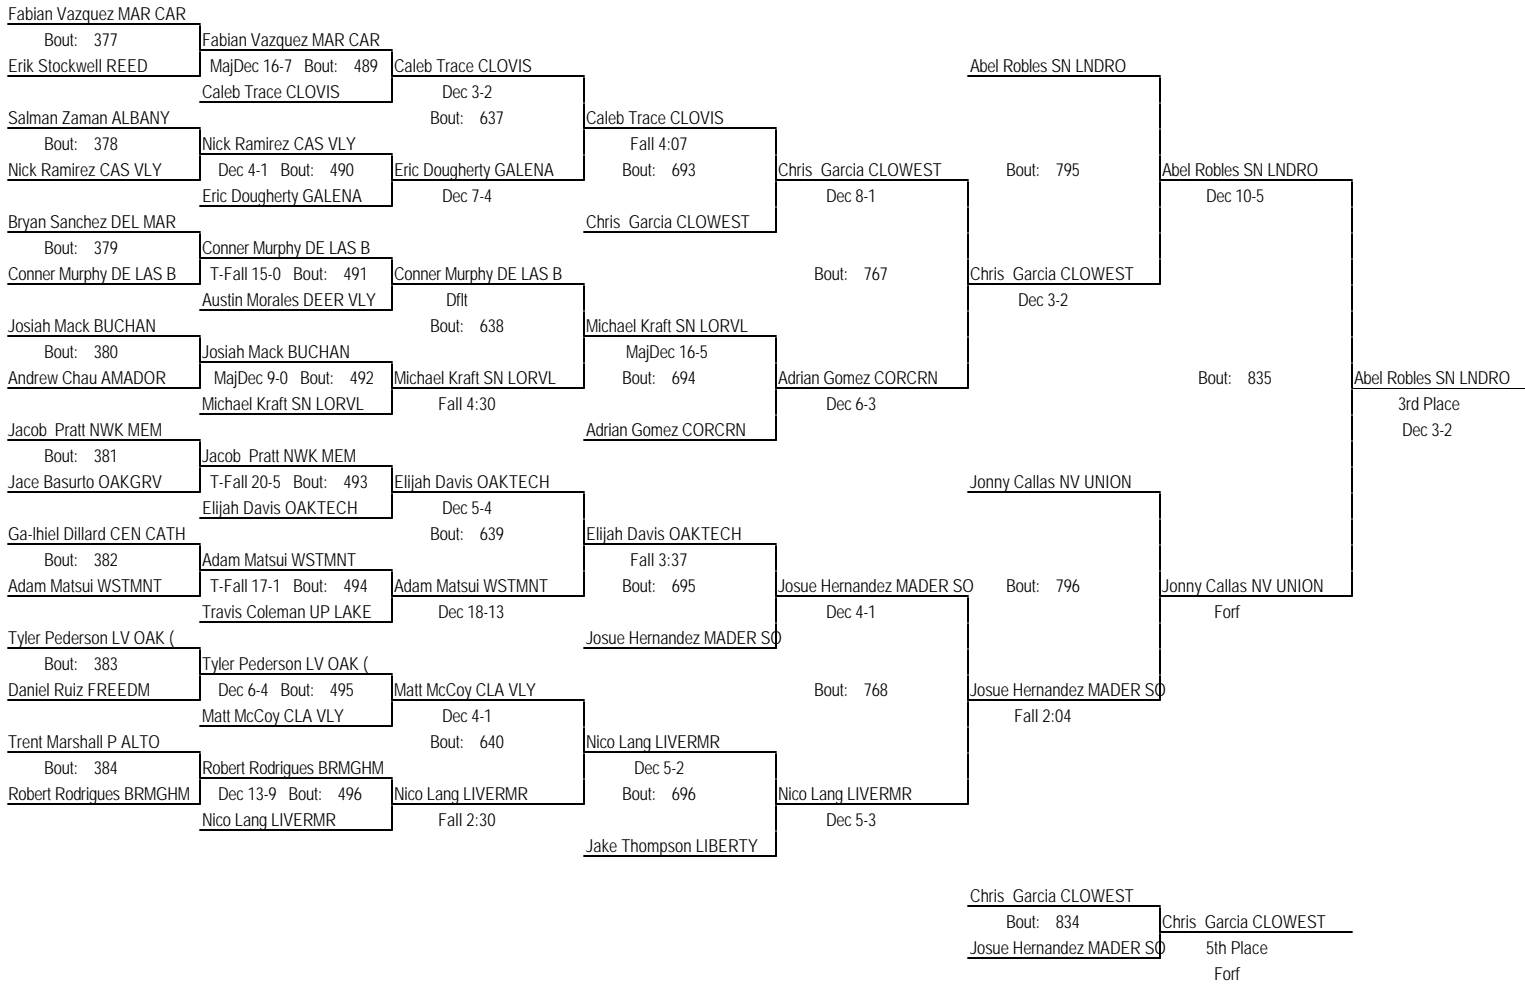 Fabian Vazquez MAR CAR
Bout: 377
Fabian Vazquez MAR CAR
Erik Stockwell REED
MajDec 16-7 Bout: 489
Caleb Trace CLOVIS
Abel Robles SN LNDRO
Caleb Trace CLOVIS
Dec 3-2
Salman Zaman ALBANY
Bout: 637
Caleb Trace CLOVIS
Bout: 378
Nick Ramirez CAS VLY
Fall 4:07
Nick Ramirez CAS VLY
Dec 4-1 Bout: 490
Eric Dougherty GALENA
Bout: 693
Chris Garcia CLOWEST
Bout: 795
Abel Robles SN LNDRO
Eric Dougherty GALENA
Dec 7-4
Dec 8-1
Dec 10-5
Bryan Sanchez DEL MAR
Chris Garcia CLOWEST
Bout: 379
Conner Murphy DE LAS B
Conner Murphy DE LAS B
T-Fall 15-0 Bout: 491
Conner Murphy DE LAS B
Bout: 767
Chris Garcia CLOWEST
Austin Morales DEER VLY
Dflt
Dec 3-2
Josiah Mack BUCHAN
Bout: 638
Michael Kraft SN LORVL
Bout: 380
Josiah Mack BUCHAN
MajDec 16-5
Andrew Chau AMADOR
MajDec 9-0 Bout: 492
Michael Kraft SN LORVL
Bout: 694
Adrian Gomez CORCRN
Bout: 835
Abel Robles SN LNDRO
Michael Kraft SN LORVL
Fall 4:30
Dec 6-3
3rd Place
Jacob Pratt NWK MEM
Adrian Gomez CORCRN
Dec 3-2
Bout: 381
Jacob Pratt NWK MEM
Jace Basurto OAKGRV
T-Fall 20-5 Bout: 493
Elijah Davis OAKTECH
Jonny Callas NV UNION
Elijah Davis OAKTECH
Dec 5-4
Ga-lhiel Dillard CEN CATH
Bout: 639
Elijah Davis OAKTECH
Bout: 382
Adam Matsui WSTMNT
Fall 3:37
Adam Matsui WSTMNT
T-Fall 17-1 Bout: 494
Adam Matsui WSTMNT
Bout: 695
Josue Hernandez MADER SO
Bout: 796
Jonny Callas NV UNION
Travis Coleman UP LAKE
Dec 18-13
Dec 4-1
Forf
Tyler Pederson LV OAK (
Josue Hernandez MADER SO
Bout: 383
Tyler Pederson LV OAK (
Daniel Ruiz FREEDM
Dec 6-4 Bout: 495
Matt McCoy CLA VLY
Bout: 768
Josue Hernandez MADER SO
Matt McCoy CLA VLY
Dec 4-1
Fall 2:04
Trent Marshall P ALTO
Bout: 640
Nico Lang LIVERMR
Bout: 384
Robert Rodrigues BRMGHM
Dec 5-2
Robert Rodrigues BRMGHM
Dec 13-9 Bout: 496
Nico Lang LIVERMR
Bout: 696
Nico Lang LIVERMR
Nico Lang LIVERMR
Fall 2:30
Dec 5-3
Jake Thompson LIBERTY
Chris Garcia CLOWEST
Bout: 834
Chris Garcia CLOWEST
Josue Hernandez MADER SO
5th Place
Forf